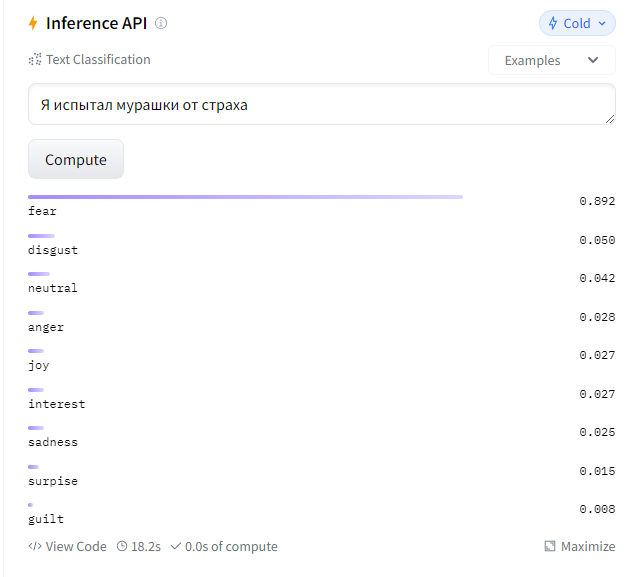 Inference API
Cold
Text Classification
Examples
Я испытал мурашки от страха
Compute
0.892
fear
0.050
disgust
0.042
neutral
0.028
anger
0.027
joy
0.027
interest
0.025
sadness
0.015
surpise
0.008
guilt
</> View Code 18.2s 0.0s of compute Maximize